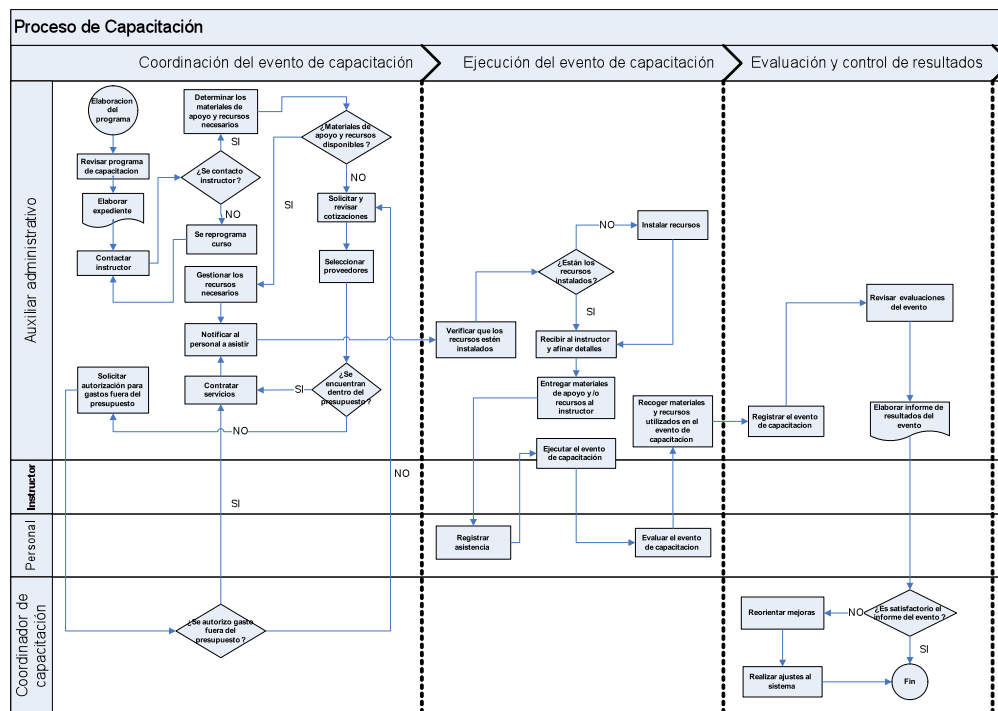 Proceso de Capacitación
Coordinación del evento de capacitación
Ejecución del evento de capacitación
Evaluación y control de resultados
Auxiliar administrativo
Elaboracion
del
programa
Revisar programa
de capacitacion
Elaborar
expediente
Contactar
instructor
Determinar los
materiales de
apoyo y recursos
necesarios
SI
¿Se contacto
instructor ?
NO
Se reprograma
curso
¿Materiales de
apoyo y recursos
disponibles ?
SI
NO
Solicitar y
revisar
cotizaciones
Seleccionar
proveedores
Gestionar los
recursos
necesarios
Notificar al
personal a asistir
Contratar
servicios
SI
¿Se
encuentran
dentro del
presupuesto ?
NO
Solicitar
autorización para
gastos fuera del
presupuesto
NO
SI
Verificar que los
recursos estén
instalados
¿Están los
recursos
instalados ?
NO
Instalar recursos
SI
Recibir al instructor
y afinar detalles
Entregar materiales
de apoyo y/o
recursos al
instructor
Recoger materiales
y recursos
utilizados en el
evento de
capacitacion
Ejecutar el evento
de capacitación
Registrar el evento
de capacitacion
Revisar evaluaciones
del evento
Elaborar informe de
resultados del
evento
Instructor
Personal
Registrar
asistencia
Evaluar el evento
de capacitacion
Coordinador de
capacitación
¿Se autorizo gasto
fuera del
presupuesto ?
Reorientar mejoras
NO
¿Es satisfactorio el
informe del evento ?
SI
Realizar ajustes al
sistema
Fin